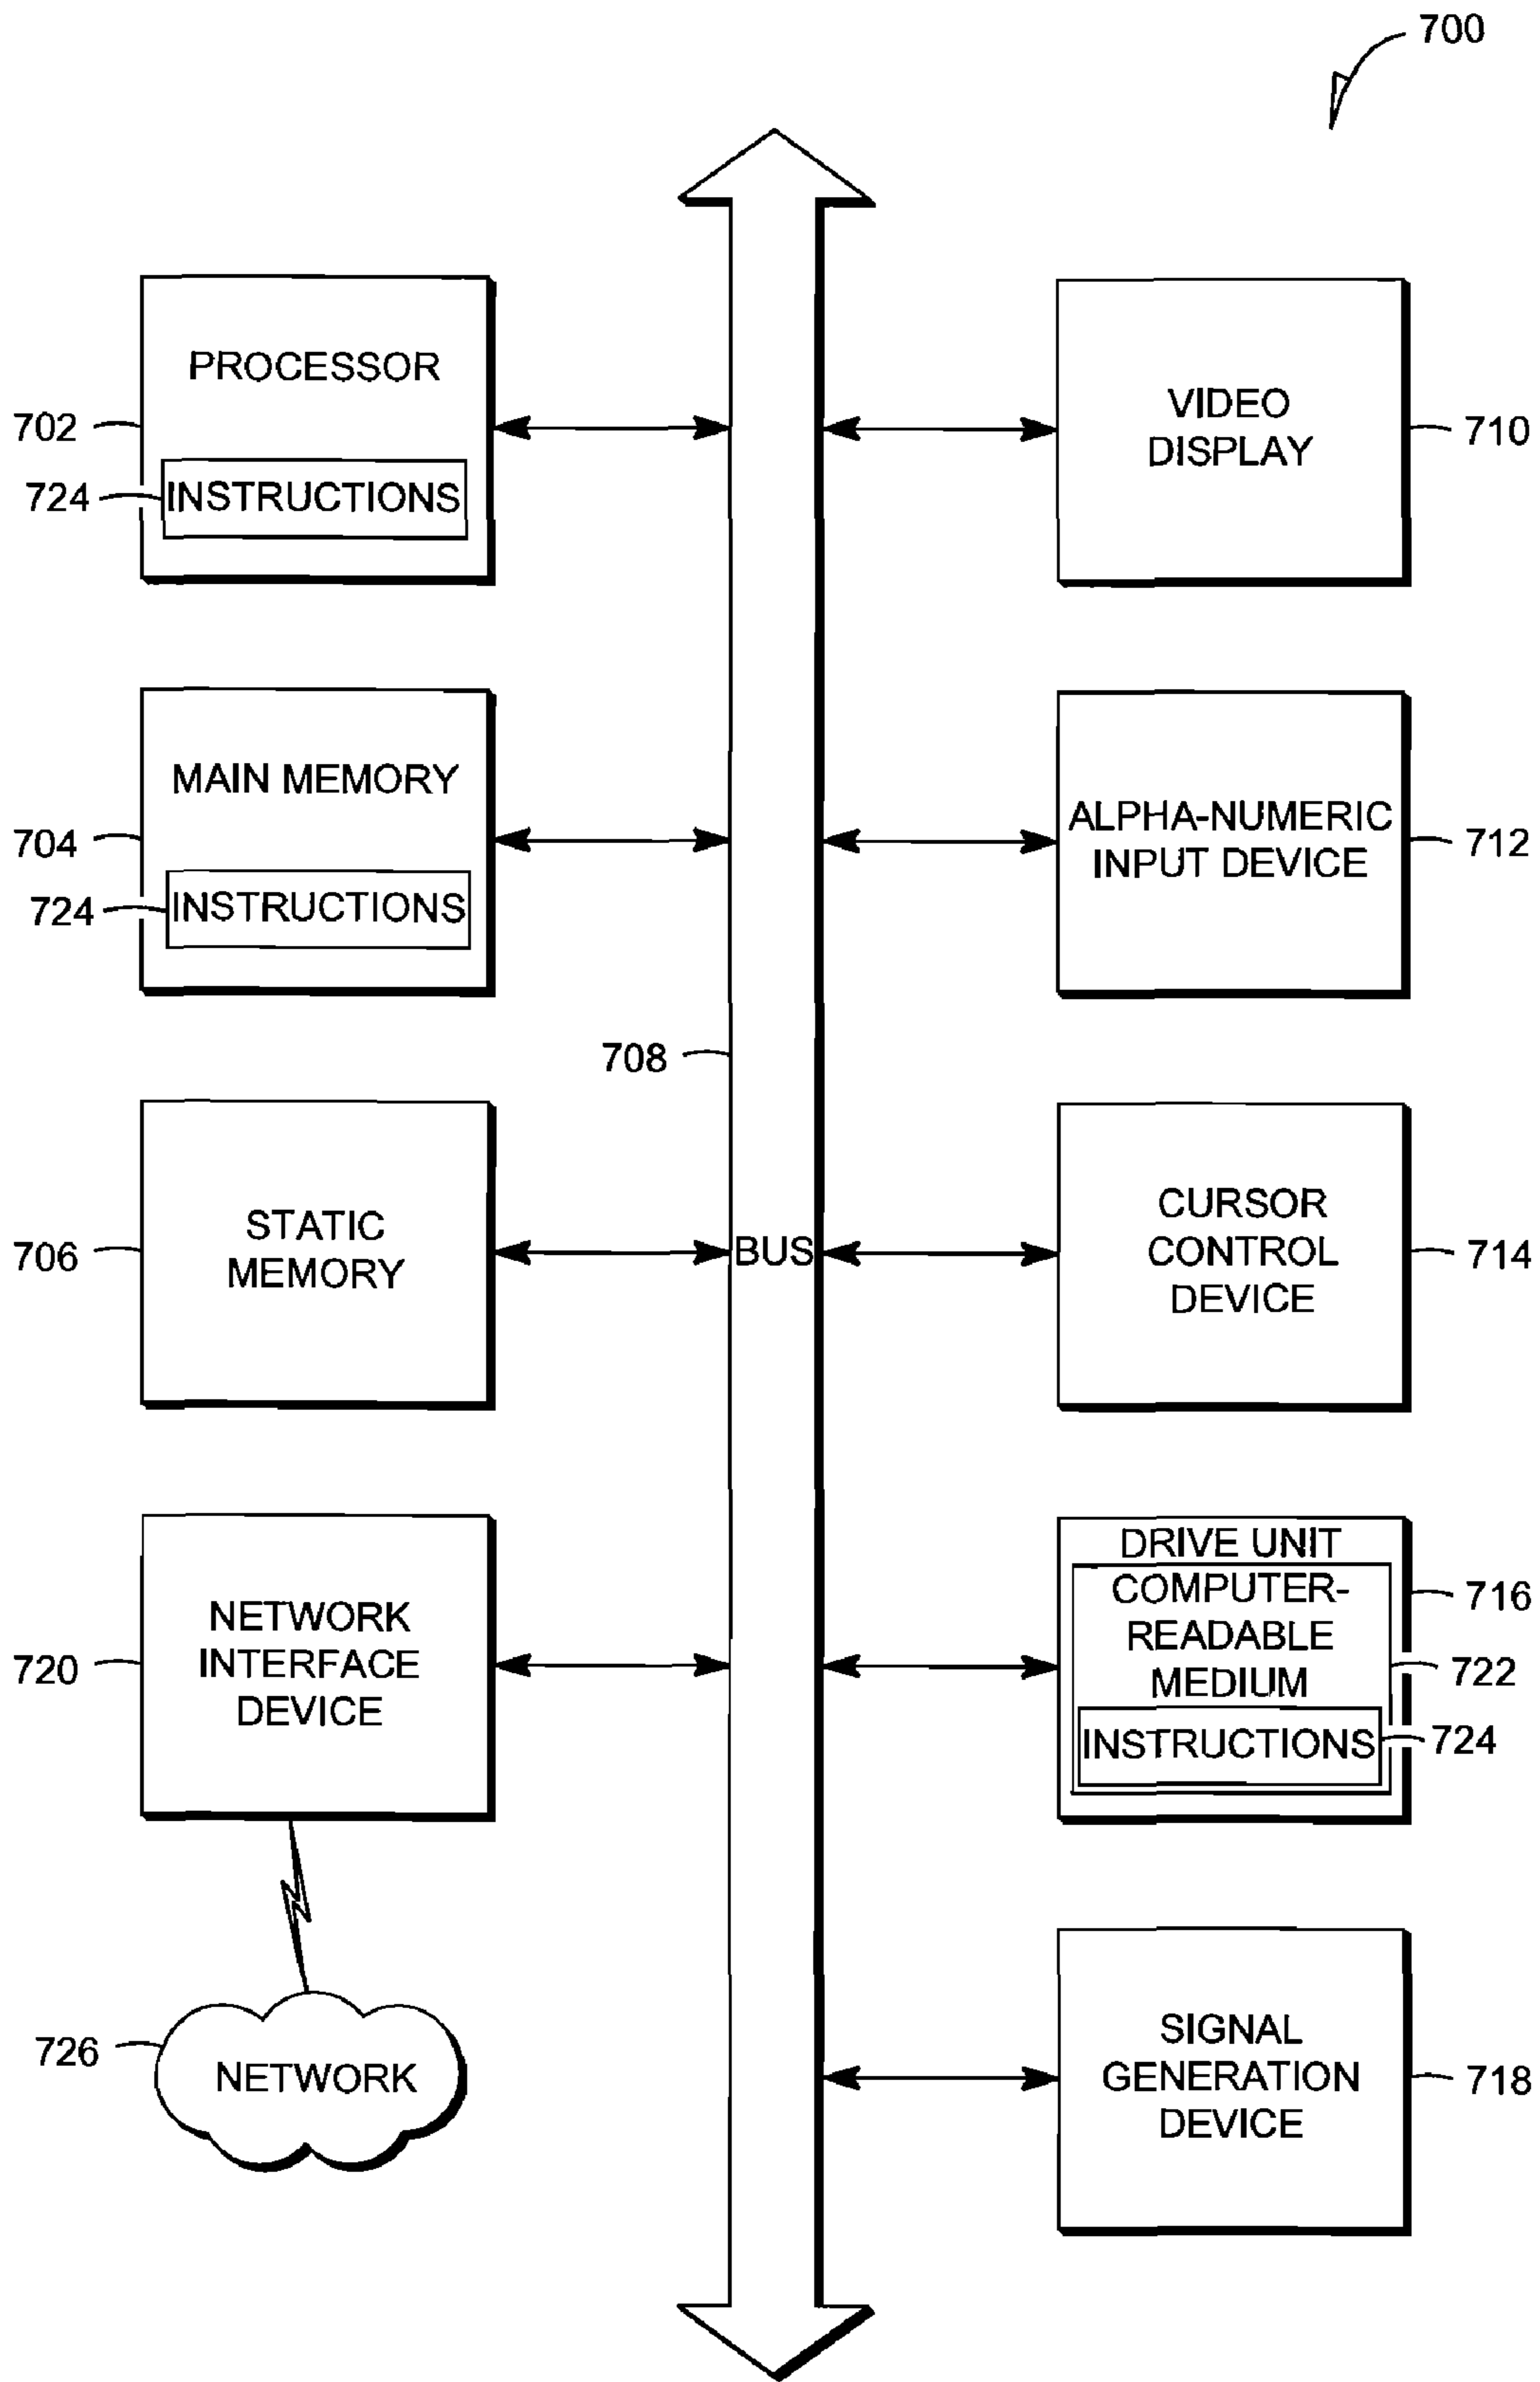 700
PROCESSOR
702
724
INSTRUCTIONS
VIDEO
DISPLAY
710
MAIN MEMORY
704
724
INSTRUCTIONS
ALPHA-NUMERIC
INPUT DEVICE
712
708
STATIC
MEMORY
706
BUS
CURSOR
CONTROL
DEVICE
714
NETWORK
INTERFACE
DEVICE
720
DRIVE UNIT
716
COMPUTER-
READABLE
MEDIUM
722
INSTRUCTIONS
724
726
NETWORK
SIGNAL
GENERATION
DEVICE
718